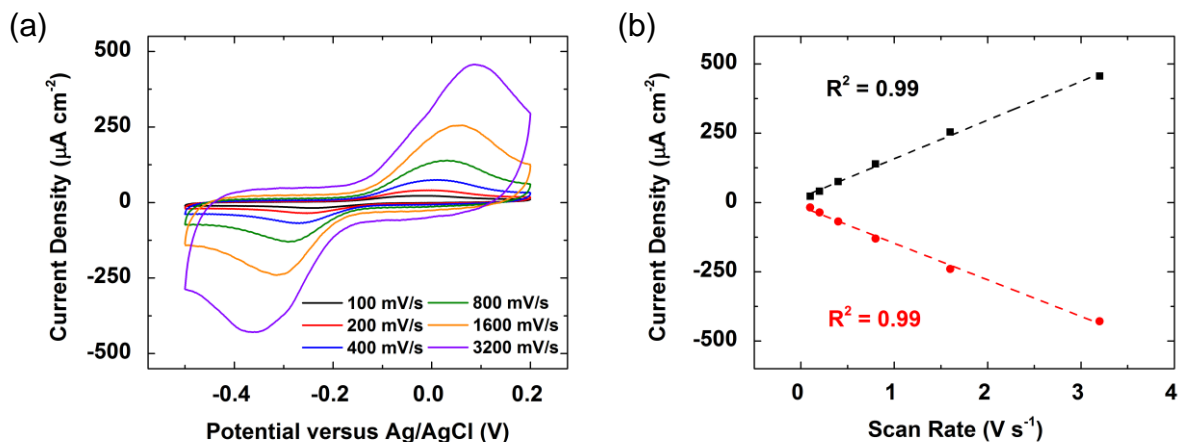 (a)
Current Density (µA cm⁻²)
500
250
0
-250
-500
-0.4
-0.2
0.0
0.2
Potential versus Ag/AgCl (V)
100 mV/s
800 mV/s
200 mV/s
1600 mV/s
400 mV/s
3200 mV/s
(b)
Current Density (µA cm⁻²)
500
250
0
-250
-500
0
1
2
3
4
Scan Rate (V s⁻¹)
R² = 0.99
R² = 0.99